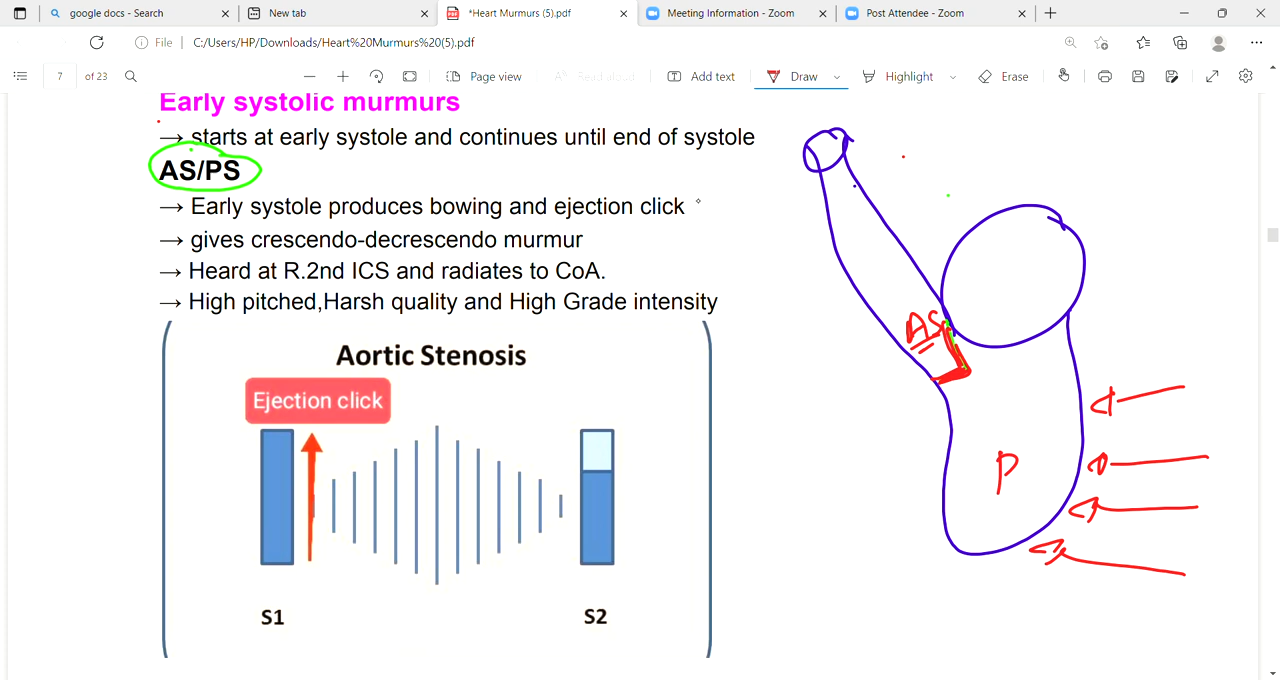 google docs - Search
New tab
*Heart Murmurs (5).pdf
Meeting Information - Zoom
Post Attendee - Zoom
File | C:/Users/HP/Downloads/Heart%20Murmurs%20(5).pdf
7 of 23
Page view
Read aloud
Add text
Draw
Highlight
Erase
Early systolic murmurs
→ starts at early systole and continues until end of systole
AS/PS
→ Early systole produces bowing and ejection click
→ gives crescendo-decrescendo murmur
→ Heard at R.2nd ICS and radiates to CoA.
→ High pitched,Harsh quality and High Grade intensity
Aortic Stenosis
Ejection click
S1
S2
AS
P